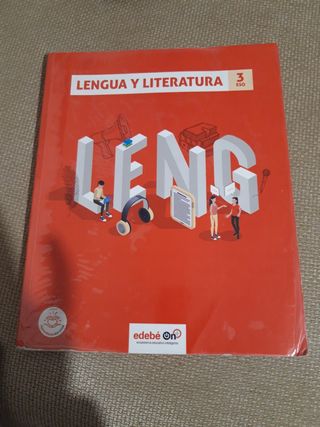 LENGUA Y LITERATURA
3
ESO
LENG
edebé on